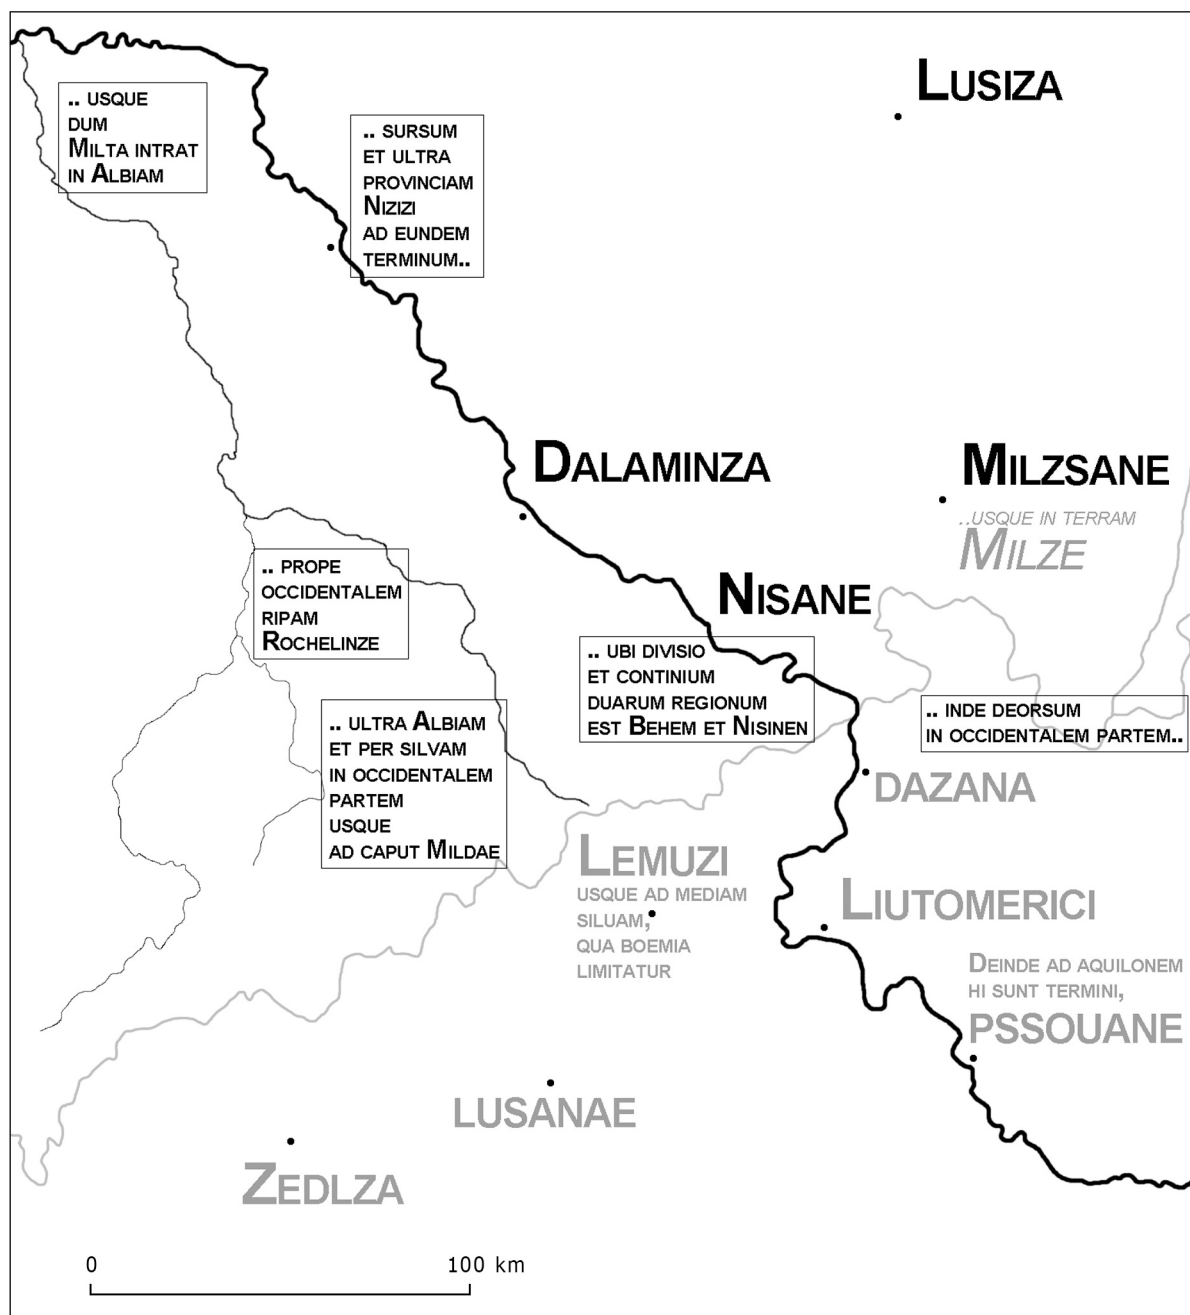 LUSIZA
.. USQUE
DUM
MILTA INTRAT
IN ALBIAM
.. SURSUM
ET ULTRA
PROVINCIAM
NIZIZI
AD EUNDEM
TERMINUM..
DALAMINZA
MILZSANE
..USQUE IN TERRAM
MILZE
.. PROPE
OCCIDENTALEM
RIPAM
ROCHELINZE
NISANE
.. UBI DIVISIO
ET CONTINIUM
DUARUM REGIONUM
EST BEHEM ET NISINEN
.. INDE DEORSUM
IN OCCIDENTALEM PARTEM..
.. ULTRA ALBIAM
ET PER SILVAM
IN OCCIDENTALEM
PARTEM
USQUE
AD CAPUT MILDAE
DAZANA
LEMUZI
USQUE AD MEDIAM
SILUAM,
QUA BOEMIA
LIMITATUR
LIUTOMERICI
DEINDE AD AQUILONEM
HI SUNT TERMINI,
PSSOUANE
LUSANAE
ZEDLZA
0
100 km